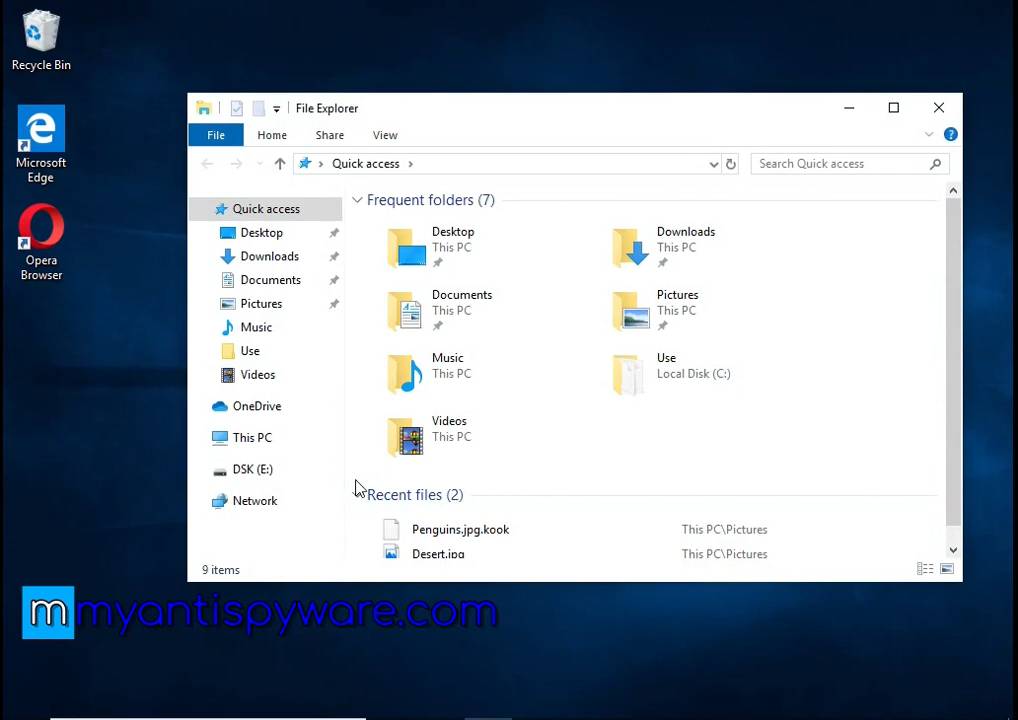 Recycle Bin
Microsoft
Edge
Opera
Browser
File Explorer
File
Home
Share
View
Quick access
Search Quick access
Quick access
Desktop
Downloads
Documents
Pictures
Music
Use
Videos
OneDrive
This PC
DSK (E:)
Network
Frequent folders (7)
Desktop
This PC
Downloads
This PC
Documents
This PC
Pictures
This PC
Music
This PC
Use
Local Disk (C:)
Videos
This PC
Recent files (2)
Penguins.jpg.kook
This PC\Pictures
Desert.jpg
This PC\Pictures
9 items
m myantispyware.com